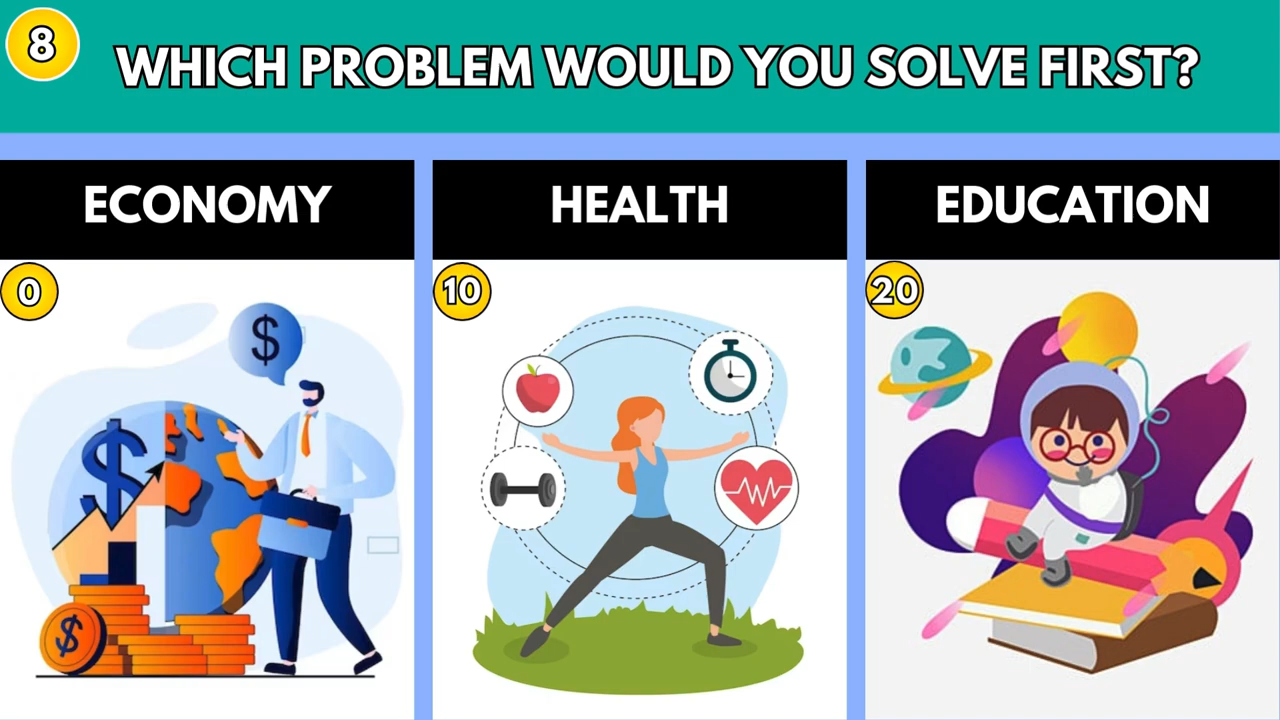 8
WHICH PROBLEM WOULD YOU SOLVE FIRST?
ECONOMY
HEALTH
EDUCATION
0
10
20
$
$
$